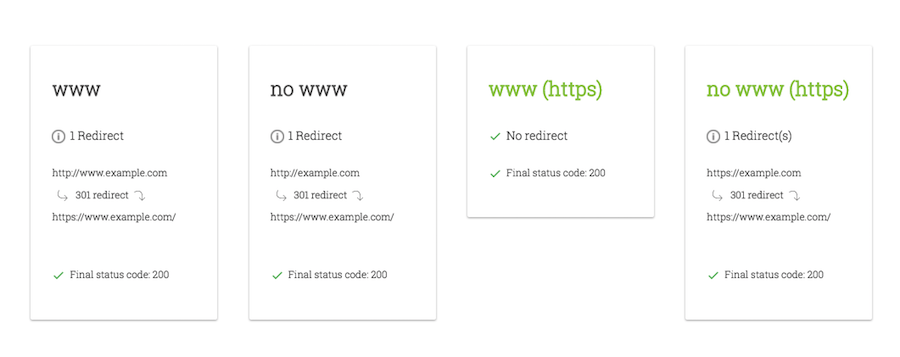 www
1 Redirect
http://www.example.com
301 redirect
https://www.example.com/
Final status code: 200
no www
1 Redirect
http://example.com
301 redirect
https://www.example.com/
Final status code: 200
www (https)
No redirect
Final status code: 200
no www (https)
1 Redirect(s)
https://example.com
301 redirect
https://www.example.com/
Final status code: 200